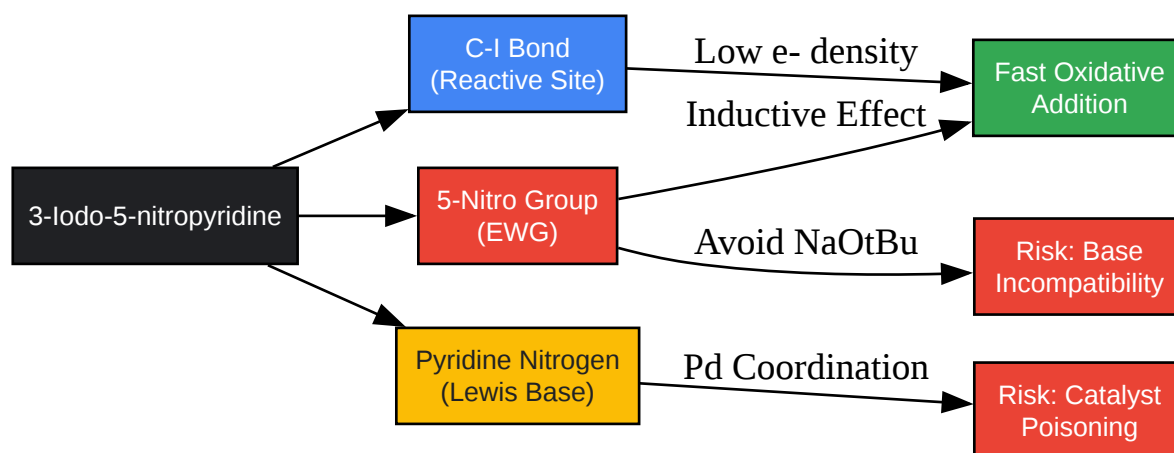 C-I Bond
(Reactive Site)
Low e- density
Fast Oxidative
Addition
Inductive Effect
3-Iodo-5-nitropyridine
5-Nitro Group
(EWG)
Avoid NaOtBu
Risk: Base
Incompatibility
Pyridine Nitrogen
(Lewis Base)
Pd Coordination
Risk: Catalyst
Poisoning